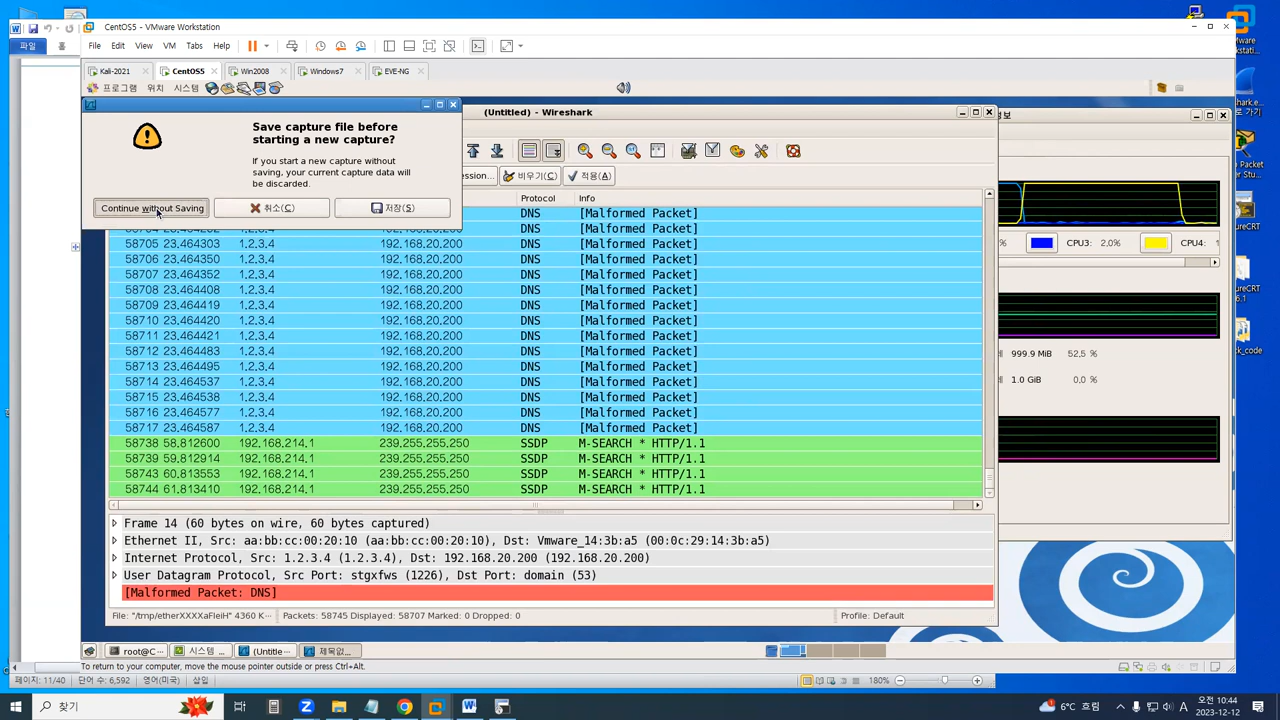 CentOS5 - VMware Workstation
파일
홈
File Edit View VM Tabs Help
Kali-2021 CentOS5 Win2008 Windows7 EVE-NG
프로그램 위치 시스템
(Untitled) - Wireshark
Save capture file before
starting a new capture?
If you start a new capture without
saving, your current capture data will
be discarded.
Continue without Saving 취소(C) 저장(S)
ession... 비우기(C) 적용(A)
Protocol Info
DNS [Malformed Packet]
DNS [Malformed Packet]
58705 23.464303 1.2.3.4 192.168.20.200 DNS [Malformed Packet]
58706 23.464350 1.2.3.4 192.168.20.200 DNS [Malformed Packet]
58707 23.464352 1.2.3.4 192.168.20.200 DNS [Malformed Packet]
58708 23.464408 1.2.3.4 192.168.20.200 DNS [Malformed Packet]
58709 23.464419 1.2.3.4 192.168.20.200 DNS [Malformed Packet]
58710 23.464420 1.2.3.4 192.168.20.200 DNS [Malformed Packet]
58711 23.464421 1.2.3.4 192.168.20.200 DNS [Malformed Packet]
58712 23.464483 1.2.3.4 192.168.20.200 DNS [Malformed Packet]
58713 23.464495 1.2.3.4 192.168.20.200 DNS [Malformed Packet]
58714 23.464537 1.2.3.4 192.168.20.200 DNS [Malformed Packet]
58715 23.464538 1.2.3.4 192.168.20.200 DNS [Malformed Packet]
58716 23.464577 1.2.3.4 192.168.20.200 DNS [Malformed Packet]
58717 23.464587 1.2.3.4 192.168.20.200 DNS [Malformed Packet]
58738 58.812600 192.168.214.1 239.255.255.250 SSDP M-SEARCH * HTTP/1.1
58739 59.812914 192.168.214.1 239.255.255.250 SSDP M-SEARCH * HTTP/1.1
58743 60.813553 192.168.214.1 239.255.255.250 SSDP M-SEARCH * HTTP/1.1
58744 61.813410 192.168.214.1 239.255.255.250 SSDP M-SEARCH * HTTP/1.1
Frame 14 (60 bytes on wire, 60 bytes captured)
Ethernet II, Src: aa:bb:cc:00:20:10 (aa:bb:cc:00:20:10), Dst: Vmware_14:3b:a5 (00:0c:29:14:3b:a5)
Internet Protocol, Src: 1.2.3.4 (1.2.3.4), Dst: 192.168.20.200 (192.168.20.200)
User Datagram Protocol, Src Port: stgxfws (1226), Dst Port: domain (53)
[Malformed Packet: DNS]
File: "/tmp/etherXXXXaFIeiH" 4360 K··· Packets: 58745 Displayed: 58707 Marked: 0 Dropped: 0 Profile: Default
% CPU3: 2,0% CPU4:
999.9 MiB 52,5 %
1.0 GiB 0,0 %
root@C··· 시스템 ... (Untitle··· 제목없...
To return to your computer, move the mouse pointer outside or press Ctrl+Alt.
페이지: 11/40 단어 수: 6,592 영어(미국) 삽입 180%
찾기
6°C 흐림
오전 10:44
2023-12-12